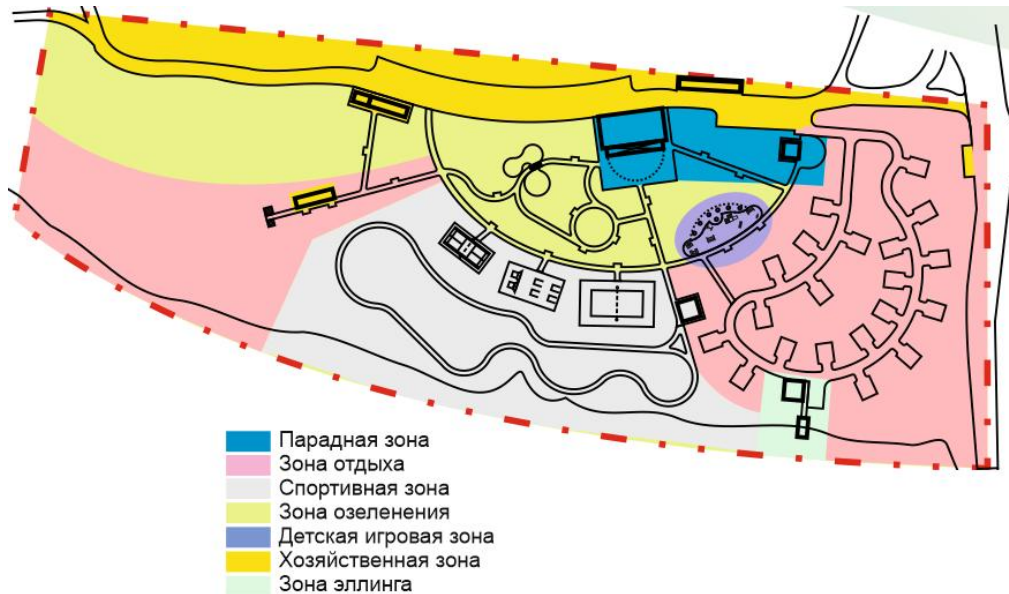 Парадная зона
Зона отдыха
Спортивная зона
Зона озеленения
Детская игровая зона
Хозяйственная зона
Зона эллинга